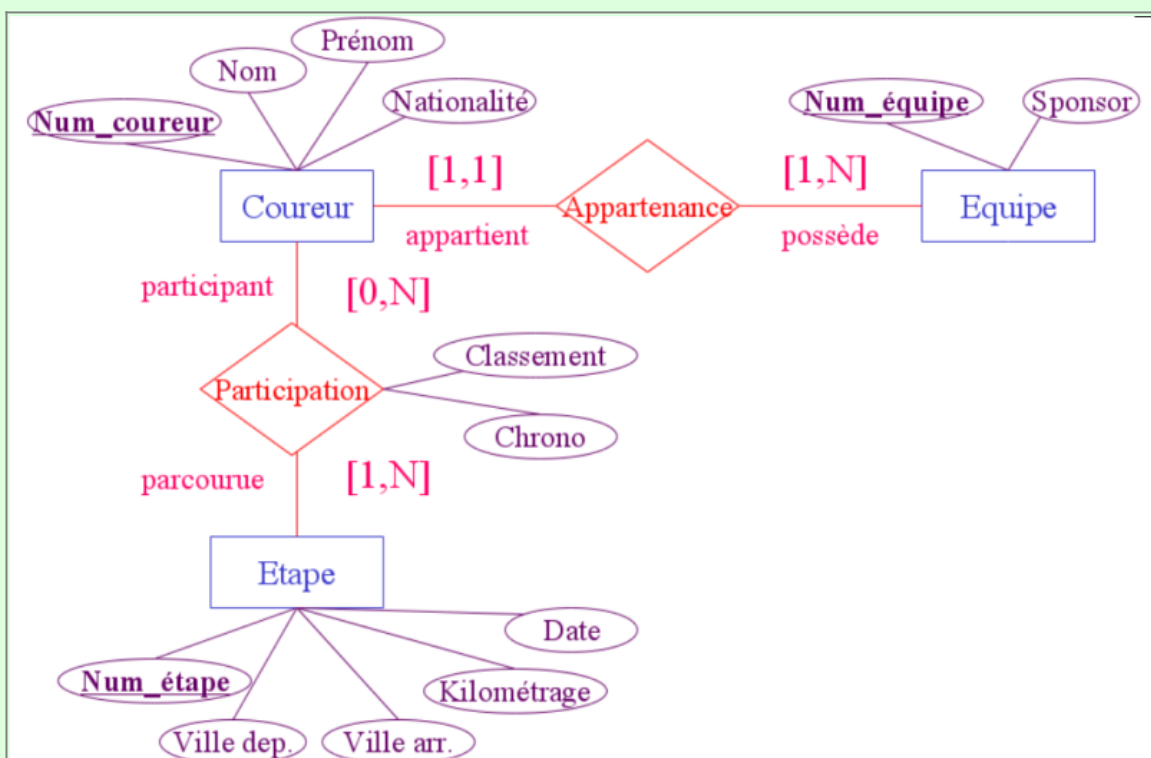 Prénom
Nom
Nationalité
Num_coureur
Num_équipe
Sponsor
[1,1]
[1,N]
Coureur
Appartenance
Equipe
appartient
possède
participant
[0,N]
Classement
Participation
Chrono
parcourue
[1,N]
Etape
Date
Num_étape
Kilométrage
Ville dep.
Ville arr.